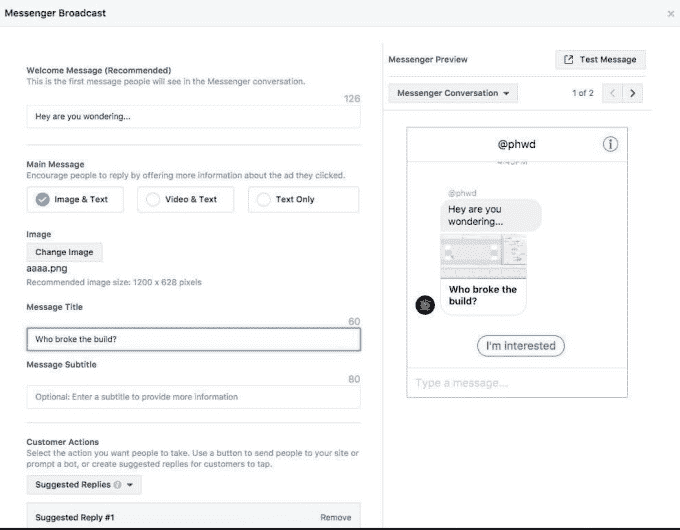 Messenger Broadcast
Welcome Message (Recommended)
This is the first message people will see in the Messenger conversation.
126
Hey are you wondering...
Main Message
Encourage people to reply by offering more information about the ad they clicked.
Image & Text
Video & Text
Text Only
Image
Change Image
aaaa.png
Recommended image size: 1200 x 628 pixels
Message Title
60
Who broke the build?
Message Subtitle
80
Optional: Enter a subtitle to provide more information
Customer Actions
Select the action you want people to take. Use a button to send people to your site or
prompt a bot, or create suggested replies for customers to tap.
Suggested Replies
Suggested Reply #1
Remove
Messenger Preview
Test Message
Messenger Conversation
1 of 2
@phwd
@phwd
Hey are you
wondering...
Who broke the
build?
I'm interested
Type a message...